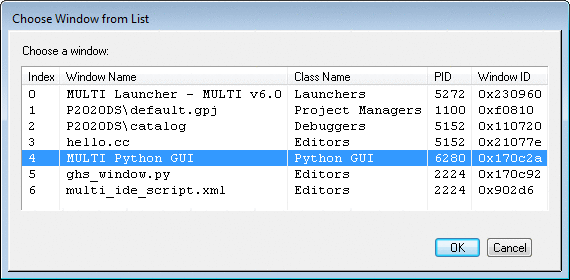 Choose Window from List
Choose a window:
Index Window Name Class Name PID Window ID
0 MULTI Launcher - MULTI v6.0 Launchers 5272 0x230960
1 P2020DS\default.gpj Project Managers 1100 0xf0810
2 P2020DS\catalog Debuggers 5152 0x110720
3 hello.cc Editors 5152 0x21077e
4 MULTI Python GUI Python GUI 6280 0x170c2a
5 ghs_window.py Editors 2224 0x170c92
6 multi_ide_script.xml Editors 2224 0x902d6
OK Cancel